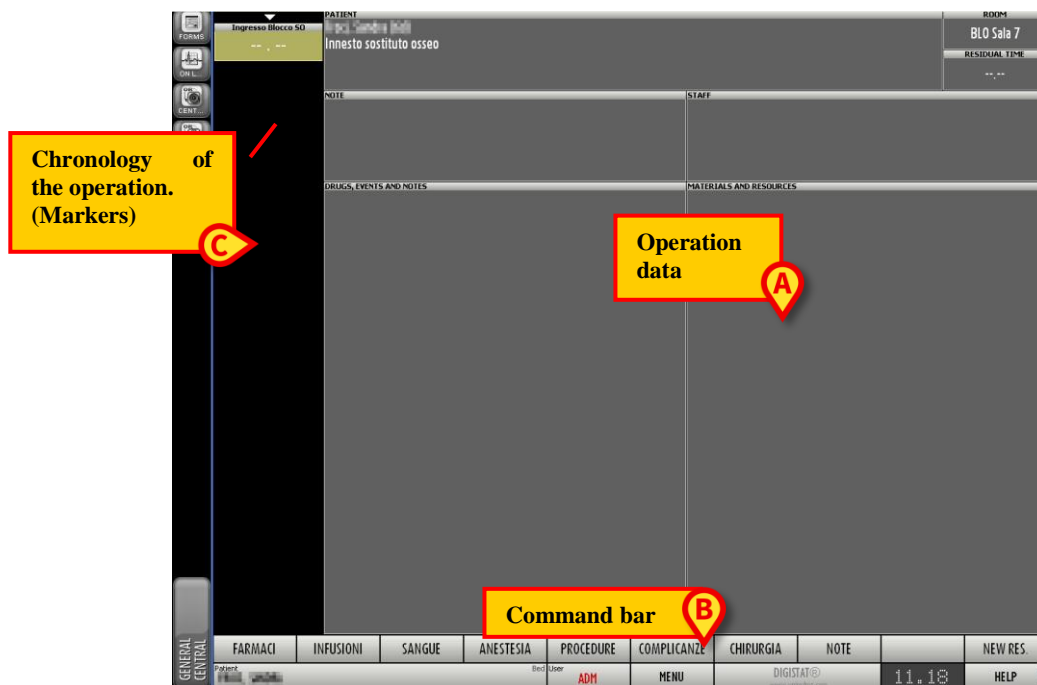 FORMS
ON L...
CENT...
Ingresso Blocco SO
-- . --
PATIENT
Innesto sostituto osseo
ROOM
BLO Sala 7
RESIDUAL TIME
--.--
NOTE
STAFF
Chronology of
the operation.
(Markers)
C
DRUGS, EVENTS AND NOTES
MATERIALS AND RESOURCES
Operation
data
A
Command bar
B
GENERAL
CENTRAL
FARMACI
INFUSIONI
SANGUE
ANESTESIA
PROCEDURE
COMPLICANZE
CHIRURGIA
NOTE
NEW RES.
Patient
Bed
User
ADM
MENU
DIGISTAT®
11.18
HELP